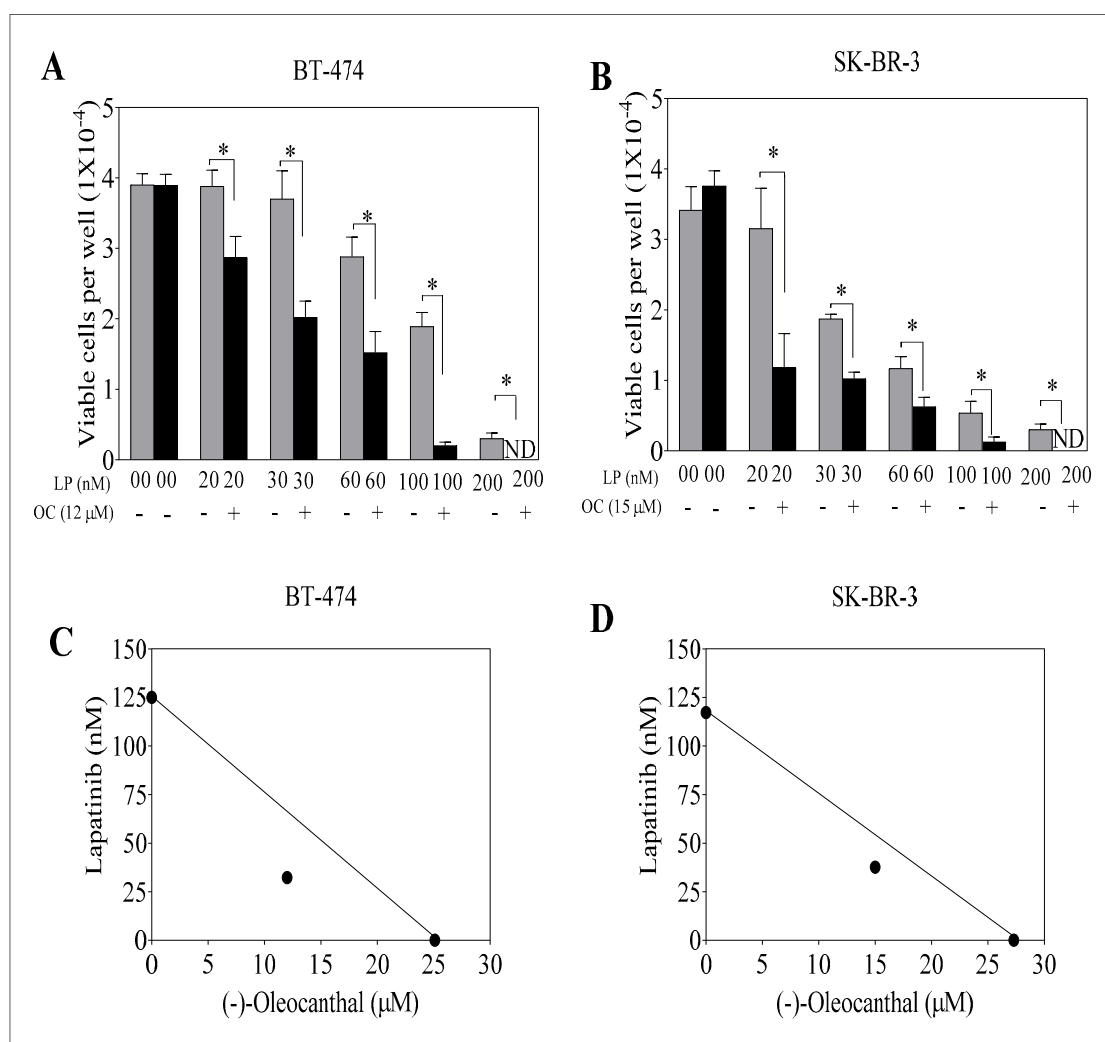 A
BT-474
Viable cells per well (1X10⁻⁴)
5
4
3
2
1
0
*
*
*
*
*
ND
LP (nM) 00 00 20 20 30 30 60 60 100 100 200 200
OC (12 μM) - - - + - + - + - + - +
B
SK-BR-3
Viable cells per well (1X10⁻⁴)
5
4
3
2
1
0
*
*
*
*
*
ND
LP (nM) 00 00 20 20 30 30 60 60 100 100 200 200
OC (15 μM) - - - + - + - + - + - +
C
BT-474
Lapatinib (nM)
150
125
100
75
50
25
0
0 5 10 15 20 25 30
(-)-Oleocanthal (μM)
D
SK-BR-3
Lapatinib (nM)
150
125
100
75
50
25
0
0 5 10 15 20 25 30
(-)-Oleocanthal (μM)